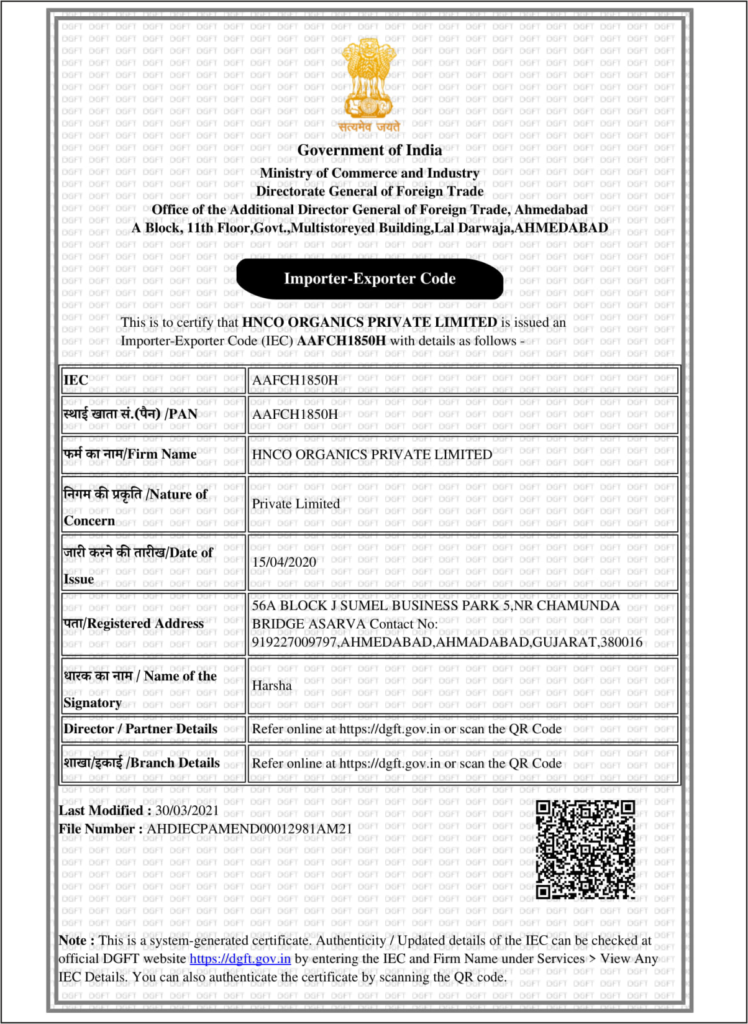 सत्यमेव जयते
Government of India
Ministry of Commerce and Industry
Directorate General of Foreign Trade
Office of the Additional Director General of Foreign Trade, Ahmedabad
A Block, 11th Floor,Govt.,Multistoreyed Building,Lal Darwaja,AHMEDABAD
Importer-Exporter Code
This is to certify that HNCO ORGANICS PRIVATE LIMITED is issued an
Importer-Exporter Code (IEC) AAFCH1850H with details as follows -
IEC AAFCH1850H
स्थाई खाता सं.(पैन) /PAN AAFCH1850H
फर्म का नाम/Firm Name HNCO ORGANICS PRIVATE LIMITED
निगम की प्रकृति /Nature of
Concern
Private Limited
जारी करने की तारीख/Date of
Issue
15/04/2020
पता/Registered Address
56A BLOCK J SUMEL BUSINESS PARK 5,NR CHAMUNDA
BRIDGE ASARVA Contact No:
919227009797,AHMEDABAD,AHMADABAD,GUJARAT,380016
धारक का नाम / Name of the
Signatory
Harsha
Director / Partner Details Refer online at https://dgft.gov.in or scan the QR Code
शाखा/इकाई /Branch Details Refer online at https://dgft.gov.in or scan the QR Code
Last Modified : 30/03/2021
File Number : AHDIECPAMEND00012981AM21
Note : This is a system-generated certificate. Authenticity / Updated details of the IEC can be checked at
official DGFT website https://dgft.gov.in by entering the IEC and Firm Name under Services > View Any
IEC Details. You can also authenticate the certificate by scanning the QR code.